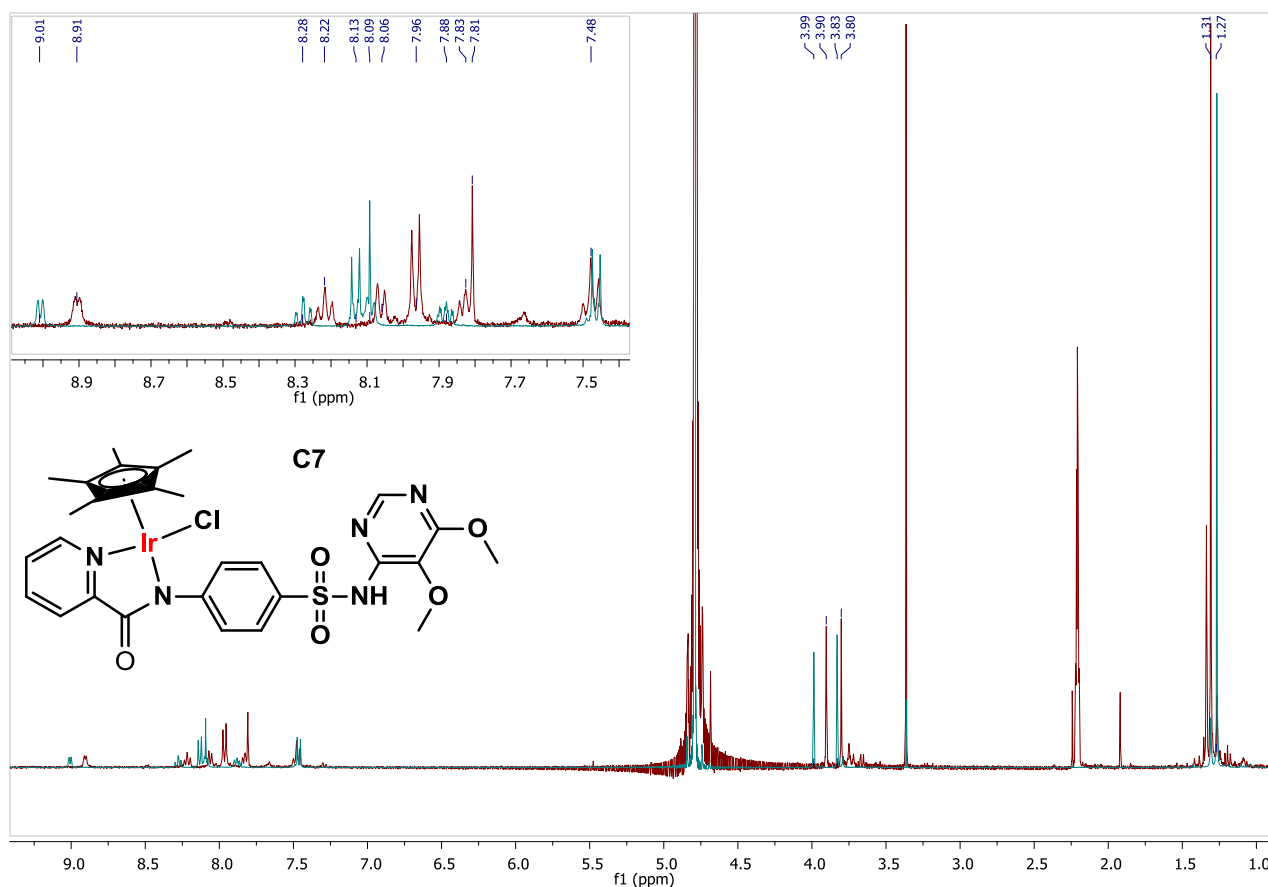 9.01 8.91 8.28 8.22 8.13 8.09 8.06 7.96 7.88 7.83 7.81 7.48
3.99 3.90 3.83 3.80
1.31 1.27
8.9 8.7 8.5 8.3 8.1 7.9 7.7 7.5
f1 (ppm)
C7
Cl
Ir
N
N
O
S
O
O
NH
N
N
O
O
9.0 8.5 8.0 7.5 7.0 6.5 6.0 5.5 5.0 4.5 4.0 3.5 3.0 2.5 2.0 1.5 1.0
f1 (ppm)